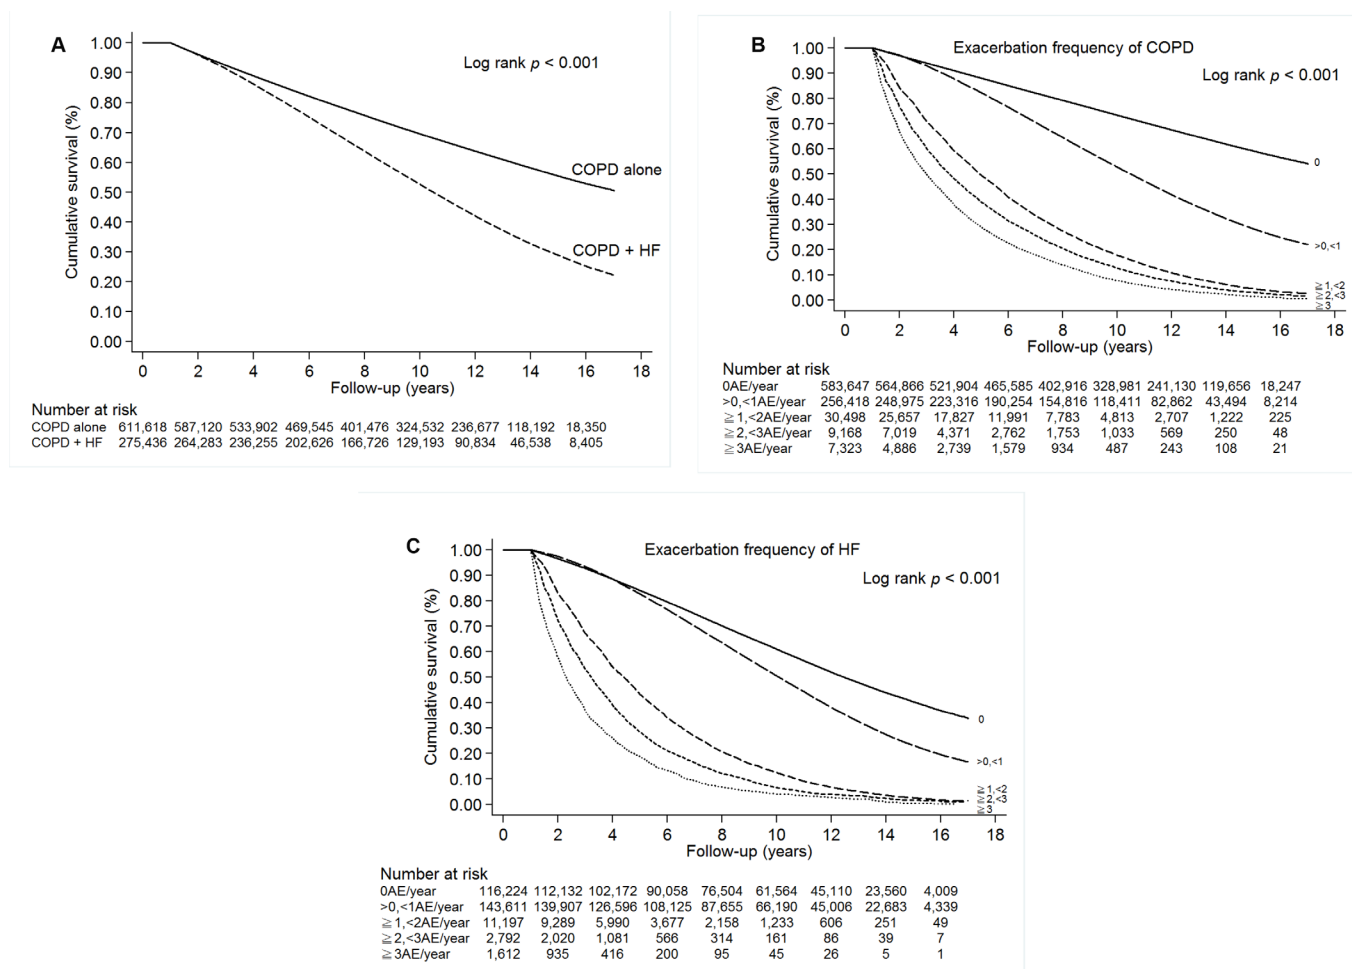 A
Log rank p < 0.001
1.00
0.90
0.80
0.70
0.60
0.50
0.40
0.30
0.20
0.10
0.00
Cumulative survival (%)
COPD alone
COPD + HF
0 2 4 6 8 10 12 14 16 18
Follow-up (years)
Number at risk
COPD alone 611,618 587,120 533,902 469,545 401,476 324,532 236,677 118,192 18,350
COPD + HF 275,436 264,283 236,255 202,626 166,726 129,193 90,834 46,538 8,405
B
Exacerbation frequency of COPD
Log rank p < 0.001
1.00
0.90
0.80
0.70
0.60
0.50
0.40
0.30
0.20
0.10
0.00
Cumulative survival (%)
0
>0,<1
≧1,<2
≧2,<3
≧3
0 2 4 6 8 10 12 14 16 18
Follow-up (years)
Number at risk
0AE/year 583,647 564,866 521,904 465,585 402,916 328,981 241,130 119,656 18,247
>0,<1AE/year 256,418 248,975 223,316 190,254 154,816 118,411 82,862 43,494 8,214
≧1,<2AE/year 30,498 25,657 17,827 11,991 7,783 4,813 2,707 1,222 225
≧2,<3AE/year 9,168 7,019 4,371 2,762 1,753 1,033 569 250 48
≧3AE/year 7,323 4,886 2,739 1,579 934 487 243 108 21
C
Exacerbation frequency of HF
Log rank p < 0.001
1.00
0.90
0.80
0.70
0.60
0.50
0.40
0.30
0.20
0.10
0.00
Cumulative survival (%)
0
>0,<1
≧1,<2
≧2,<3
≧3
0 2 4 6 8 10 12 14 16 18
Follow-up (years)
Number at risk
0AE/year 116,224 112,132 102,172 90,058 76,504 61,564 45,110 23,560 4,009
>0,<1AE/year 143,611 139,907 126,596 108,125 87,655 66,190 45,006 22,683 4,339
≧1,<2AE/year 11,197 9,289 5,990 3,677 2,158 1,233 606 251 49
≧2,<3AE/year 2,792 2,020 1,081 566 314 161 86 39 7
≧3AE/year 1,612 935 416 200 95 45 26 5 1